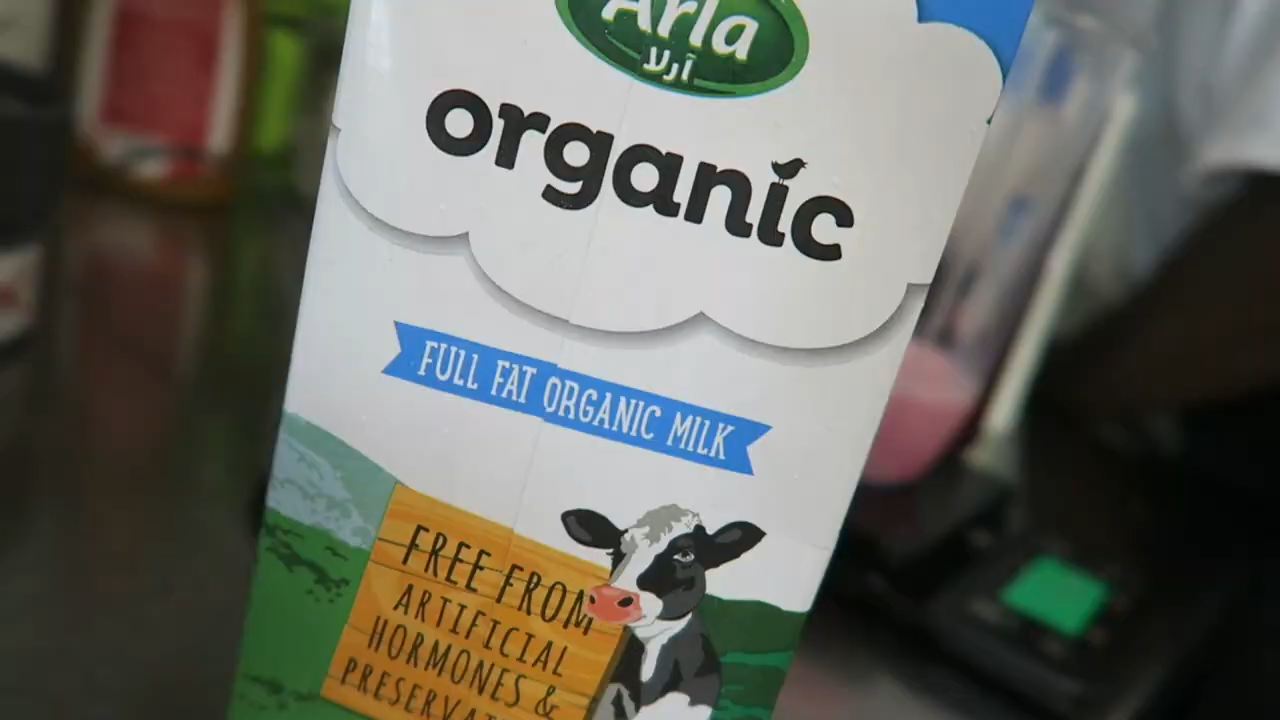 Arla
آرلا
organic
FULL FAT ORGANIC MILK
FREE FROM
ARTIFICIAL
HORMONES &